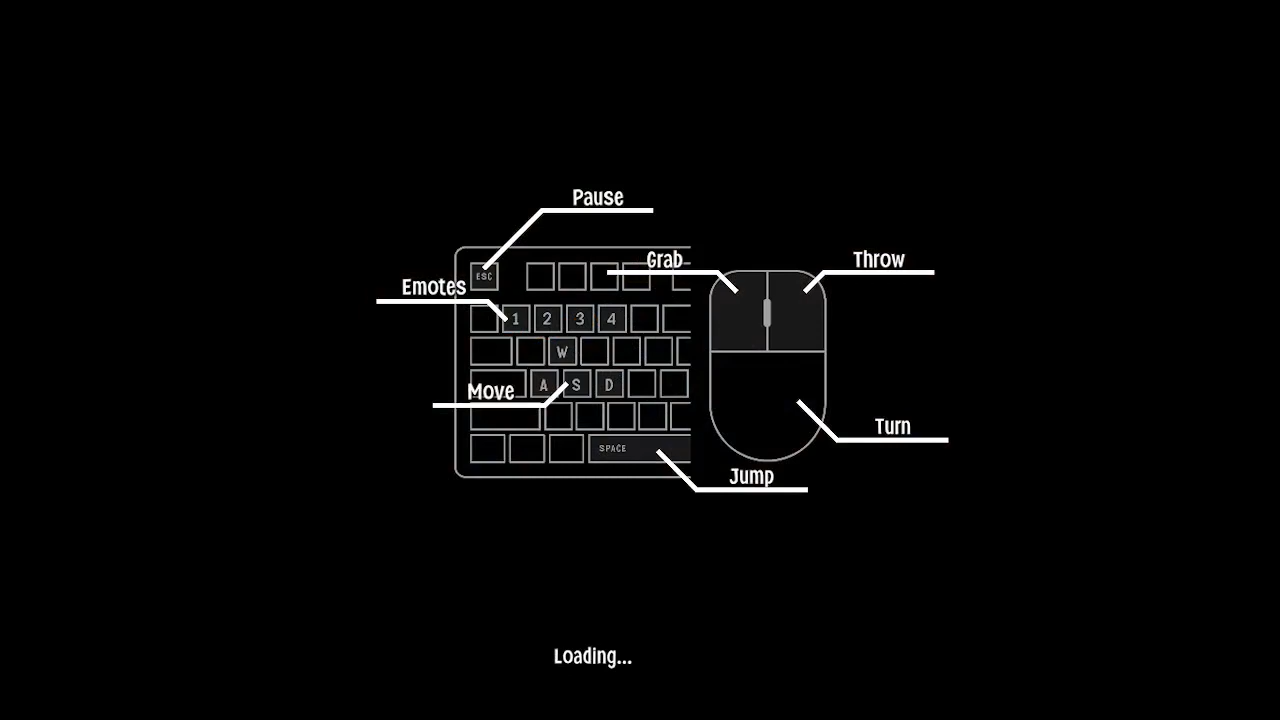 Pause
Grab
Throw
ESC
Emotes
1 2 3 4
W
Move
A S D
Turn
SPACE
Jump
Loading...